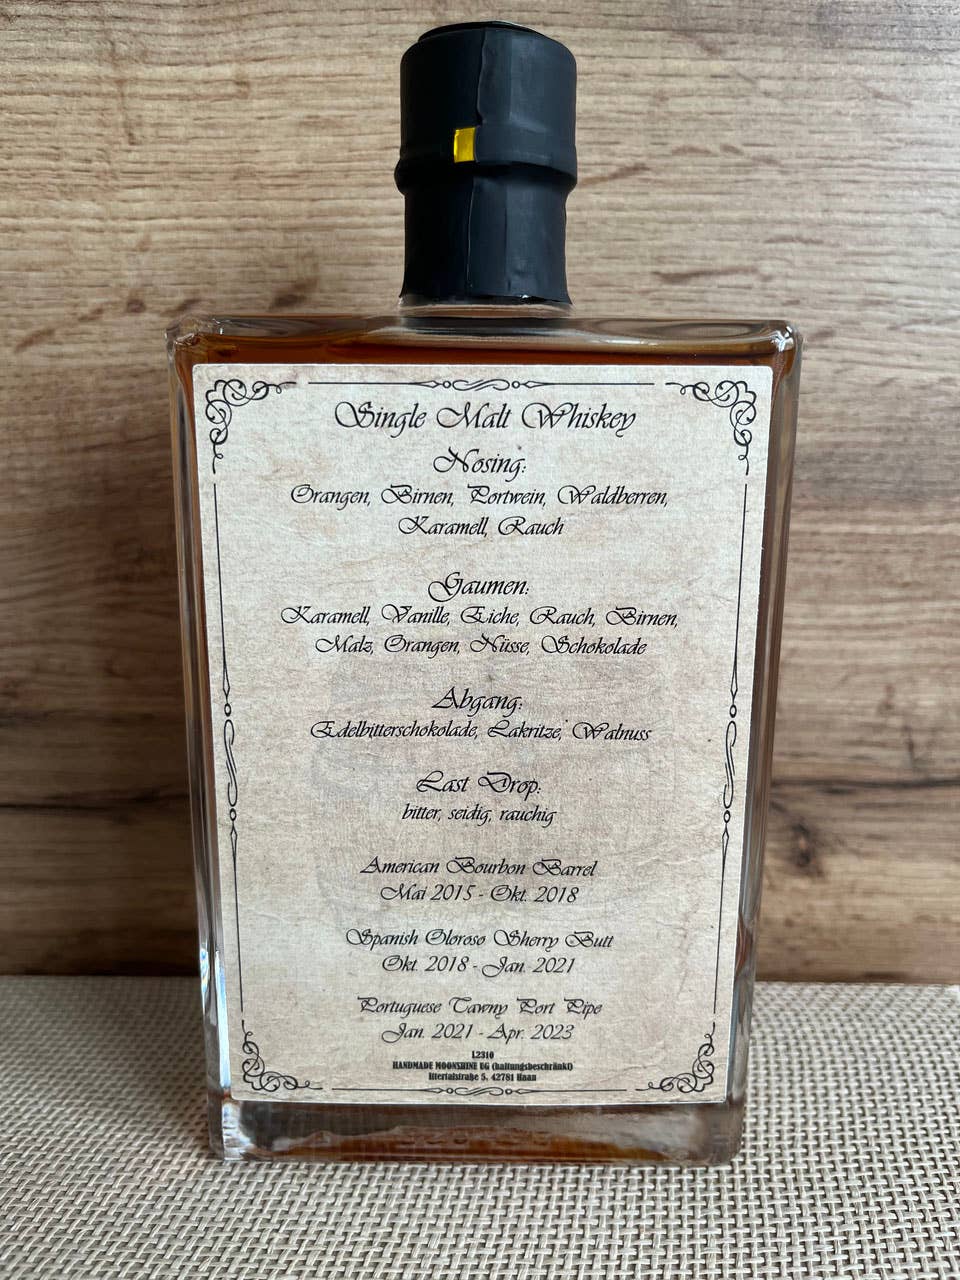 Single Malt Whiskey
Nosing:
Orangen, Birnen, Portwein, Waldberren,
Karamell, Rauch
Gaumen:
Karamell, Vanille, Eiche, Rauch, Birnen,
Malz, Orangen, Nüsse, Schokolade
Abgang:
Edelbitterschokolade, Lakritze, Walnuss
Last Drop:
bitter, seidig, rauchig
American Bourbon Barrel
Mai 2015 - Okt. 2018
Spanish Oloroso Sherry Butt
Okt. 2018 - Jan. 2021
Portuguese Tawny Port Pipe
Jan. 2021 - Apr. 2023
L2310
HANDMADE MOONSHINE UG (haftungsbeschränkt)
Ittertalstraße 5, 42781 Haan